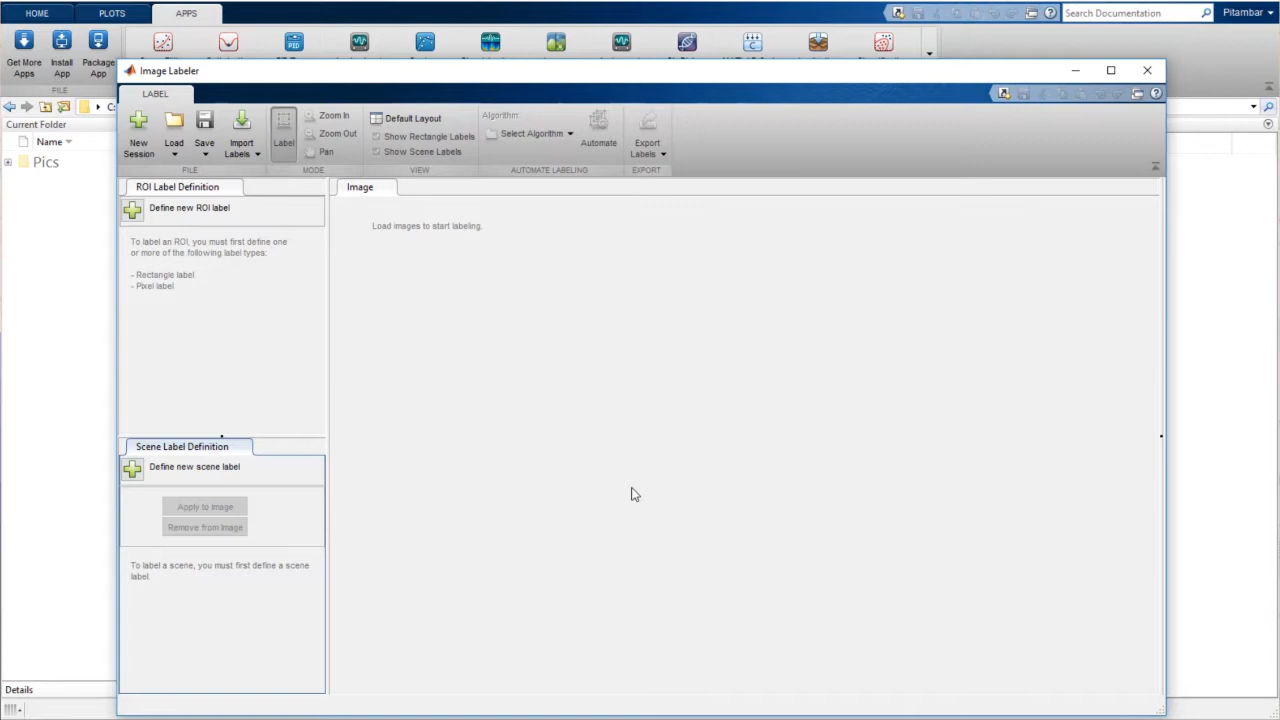 HOME PLOTS APPS
Search Documentation
Pitambar
Get More Apps
Install App
Package App
FILE
PID
C
Current Folder
Name
Pics
Details
Image Labeler
LABEL
New Session
Load
Save
Import Labels
FILE
Label
Zoom In
Zoom Out
Pan
MODE
Default Layout
Show Rectangle Labels
Show Scene Labels
VIEW
Algorithm:
Select Algorithm
Automate
AUTOMATE LABELING
Export Labels
EXPORT
ROI Label Definition
Define new ROI label
To label an ROI, you must first define one
or more of the following label types:
- Rectangle label
- Pixel label
Image
Load images to start labeling.
Scene Label Definition
Define new scene label
Apply to Image
Remove from Image
To label a scene, you must first define a scene
label.